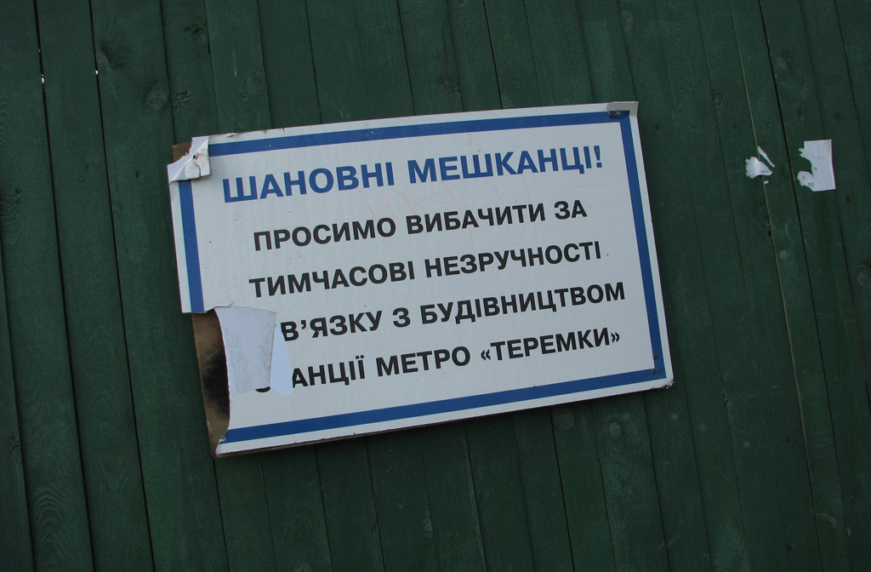 ШАНОВНІ МЕШКАНЦІ!
ПРОСИМО ВИБАЧИТИ ЗА
ТИМЧАСОВІ НЕЗРУЧНОСТІ
В’ЯЗКУ З БУДІВНИЦТВОМ
АНЦІЇ МЕТРО «ТЕРЕМКИ»